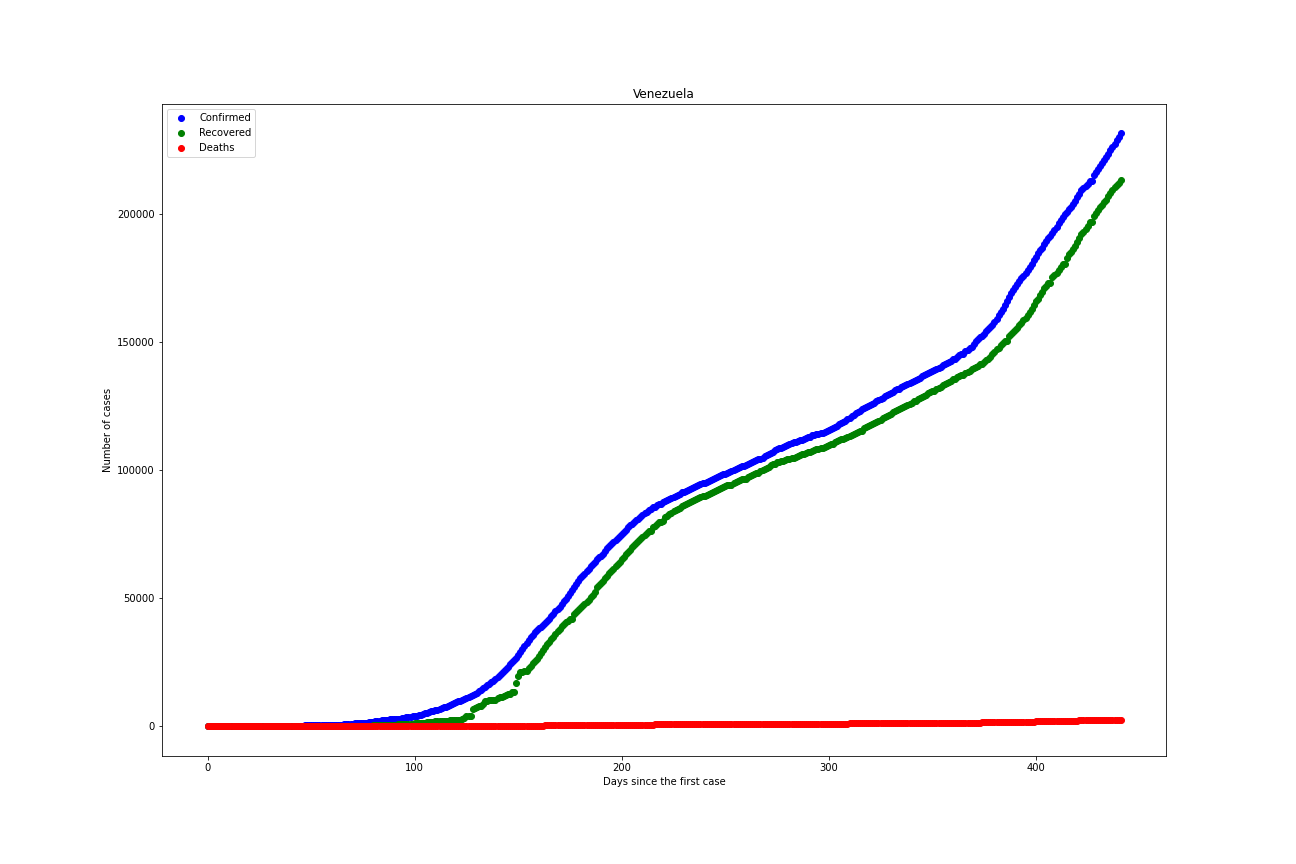 Venezuela
Confirmed
Recovered
Deaths
200000
150000
100000
50000
0
Number of cases
0
100
200
300
400
Days since the first case